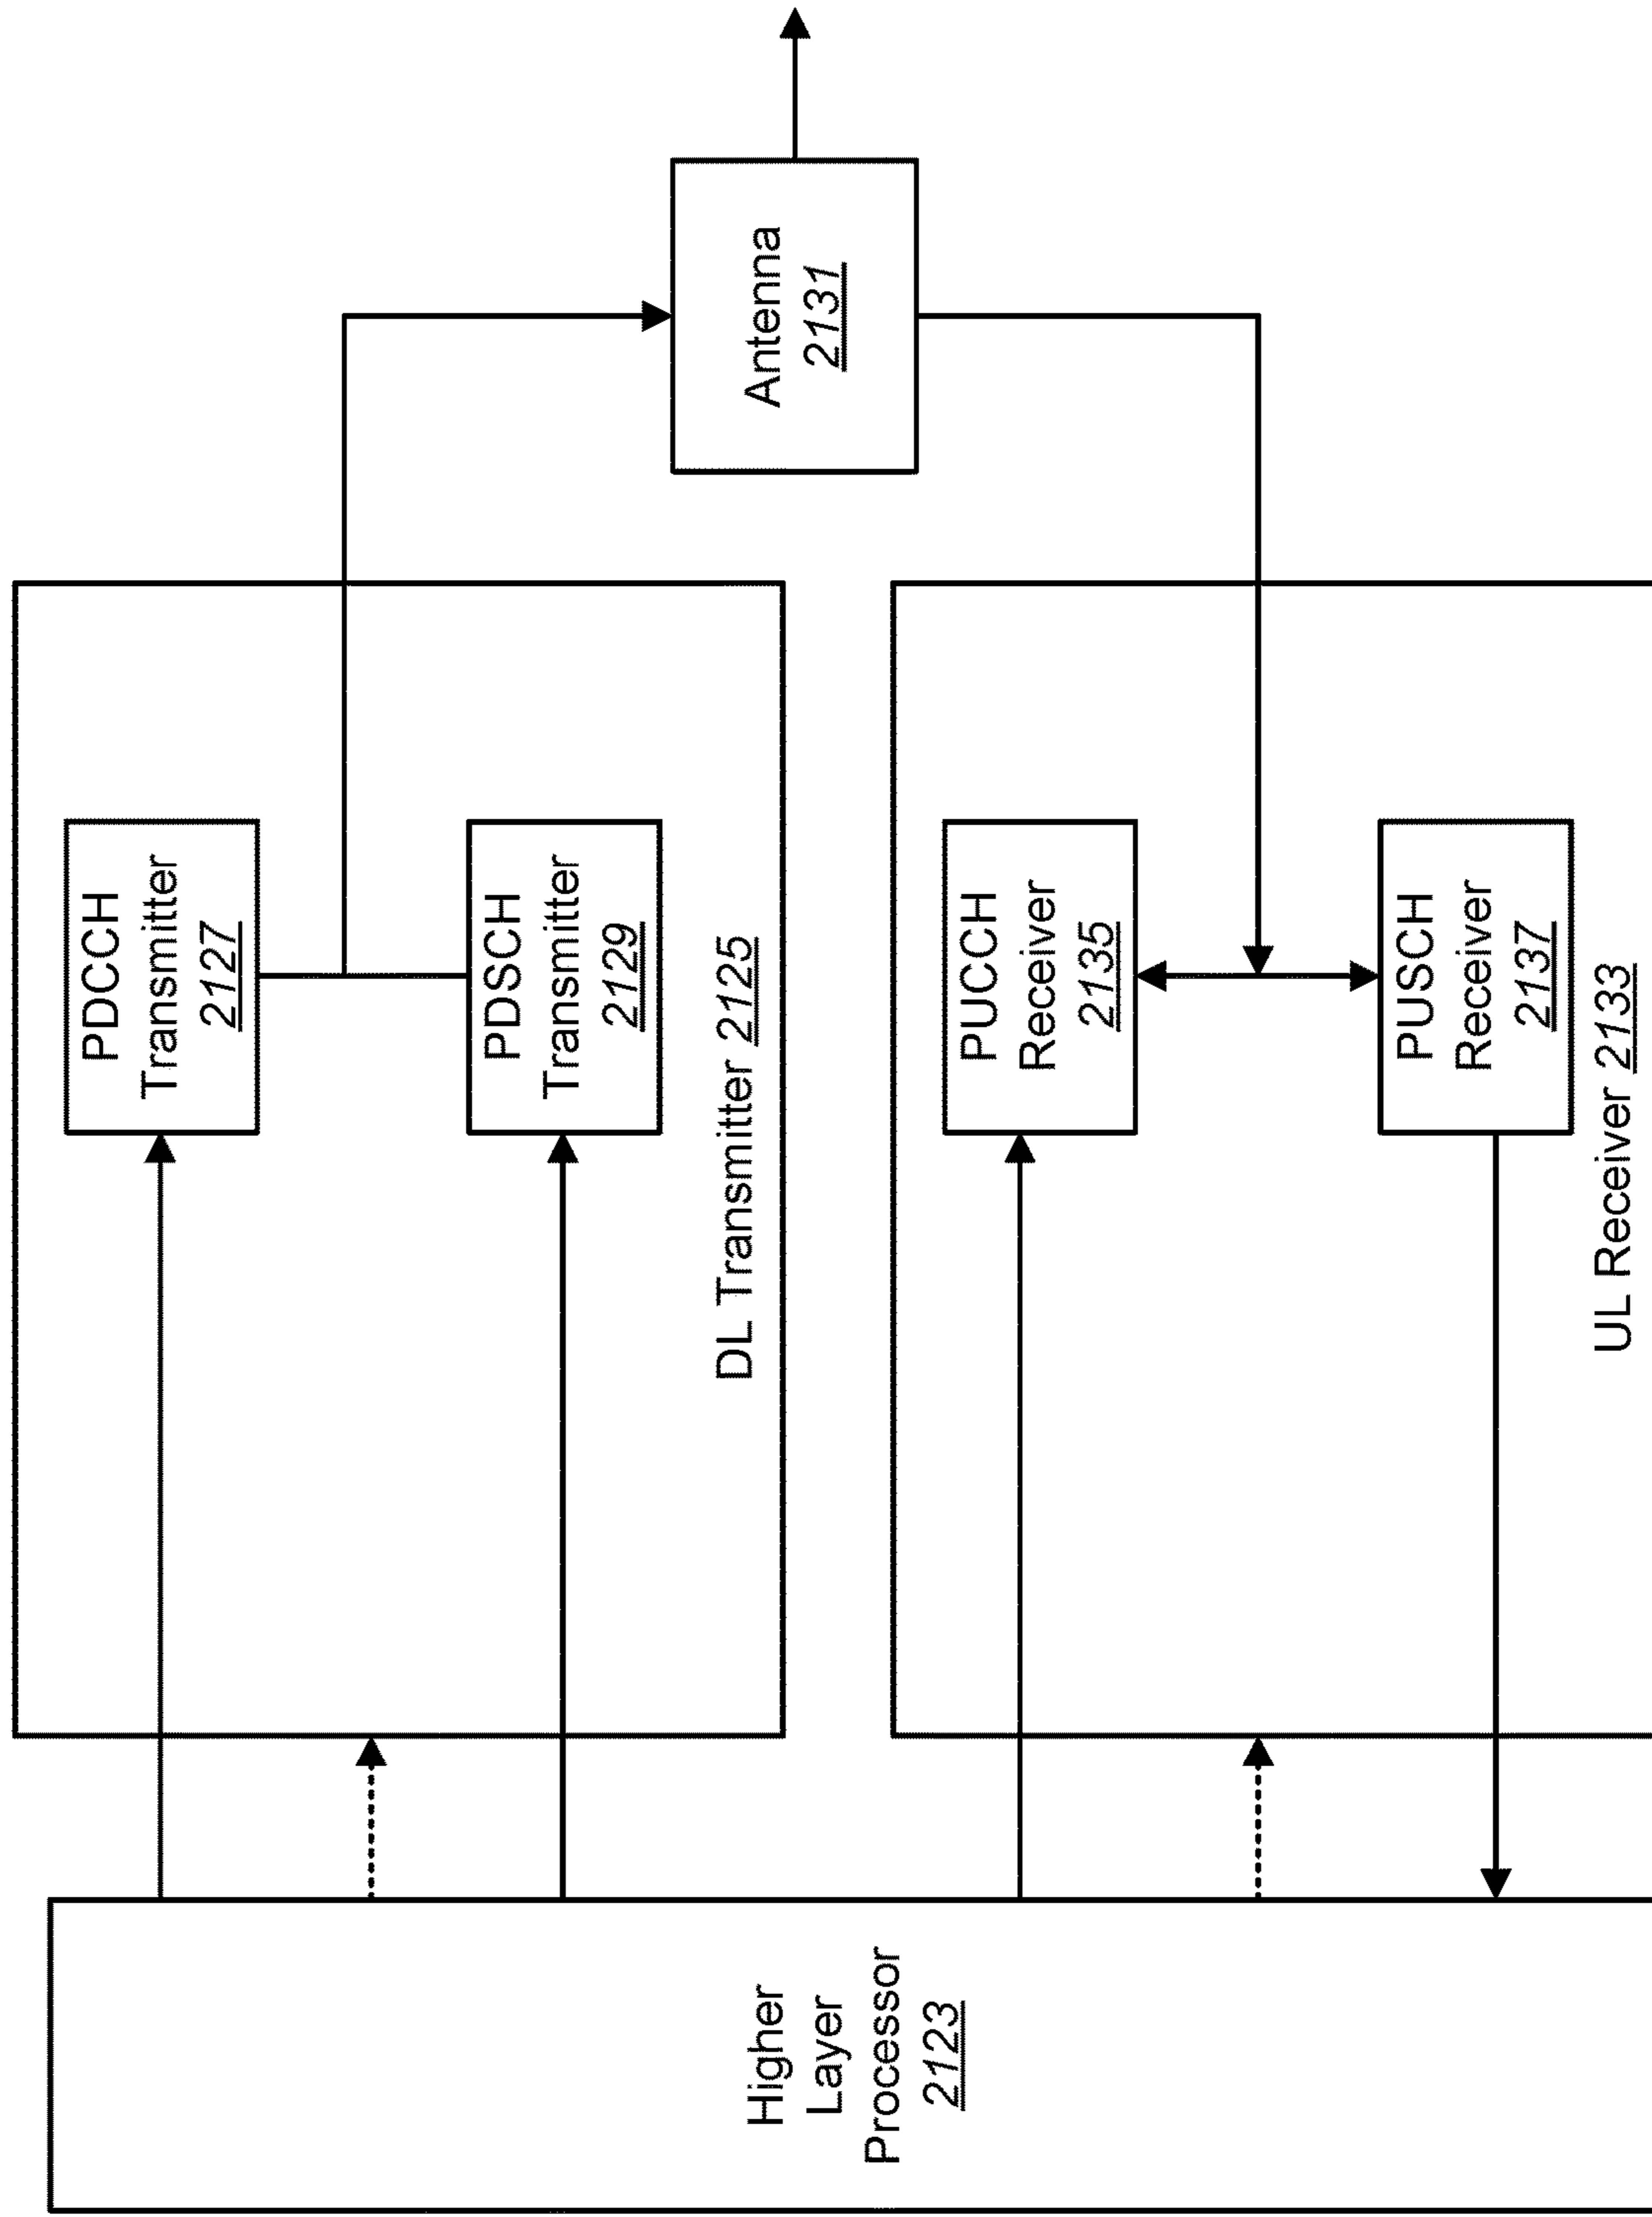 Higher
Layer
Processor
2123
PDCCH
Transmitter
2127
PDSCH
Transmitter
2129
DL Transmitter 2125
Antenna
2131
PUCCH
Receiver
2135
PUSCH
Receiver
2137
UL Receiver 2133